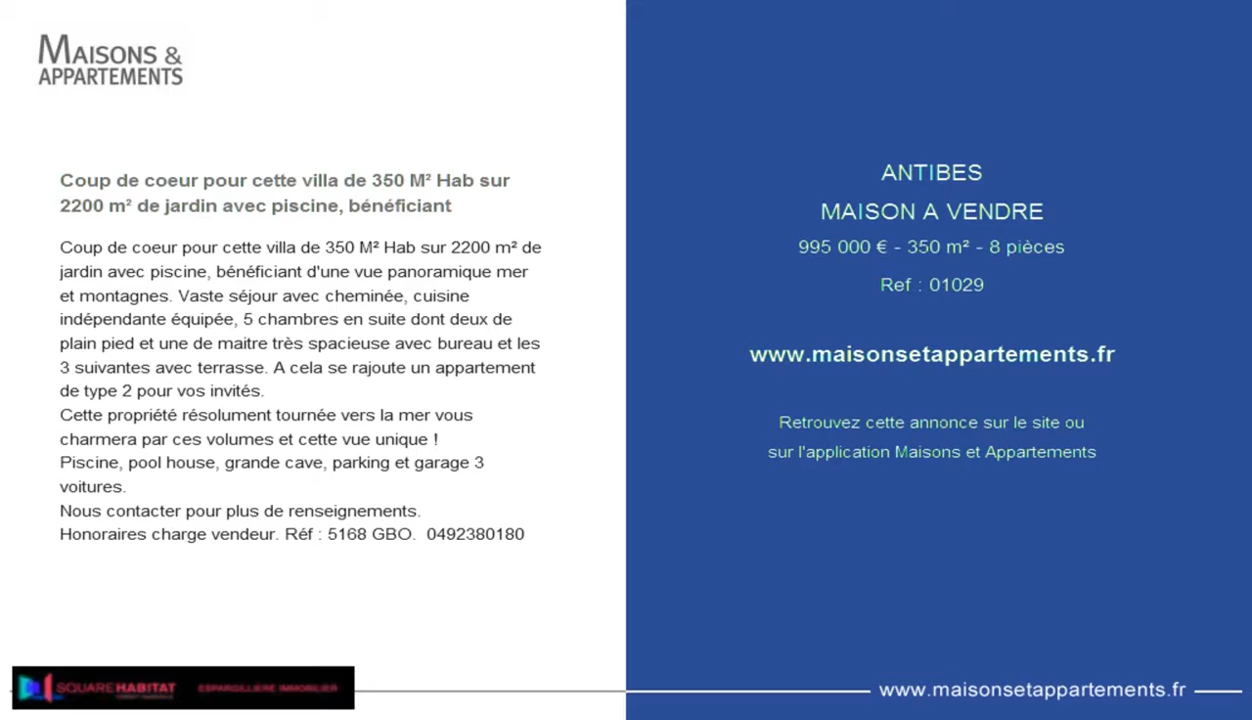 MAISONS &
APPARTEMENTS
Coup de coeur pour cette villa de 350 M² Hab sur
2200 m² de jardin avec piscine, bénéficiant
Coup de coeur pour cette villa de 350 M² Hab sur 2200 m² de
jardin avec piscine, bénéficiant d'une vue panoramique mer
et montagnes. Vaste séjour avec cheminée, cuisine
indépendante équipée, 5 chambres en suite dont deux de
plain pied et une de maitre très spacieuse avec bureau et les
3 suivantes avec terrasse. A cela se rajoute un appartement
de type 2 pour vos invités.
Cette propriété résolument tournée vers la mer vous
charmera par ces volumes et cette vue unique !
Piscine, pool house, grande cave, parking et garage 3
voitures.
Nous contacter pour plus de renseignements.
Honoraires charge vendeur. Réf : 5168 GBO.  0492380180
SQUARE HABITAT
ANTIBES
MAISON A VENDRE
995 000 € - 350 m² - 8 pièces
Ref : 01029
www.maisonsetappartements.fr
Retrouvez cette annonce sur le site ou
sur l'application Maisons et Appartements
www.maisonsetappartements.fr